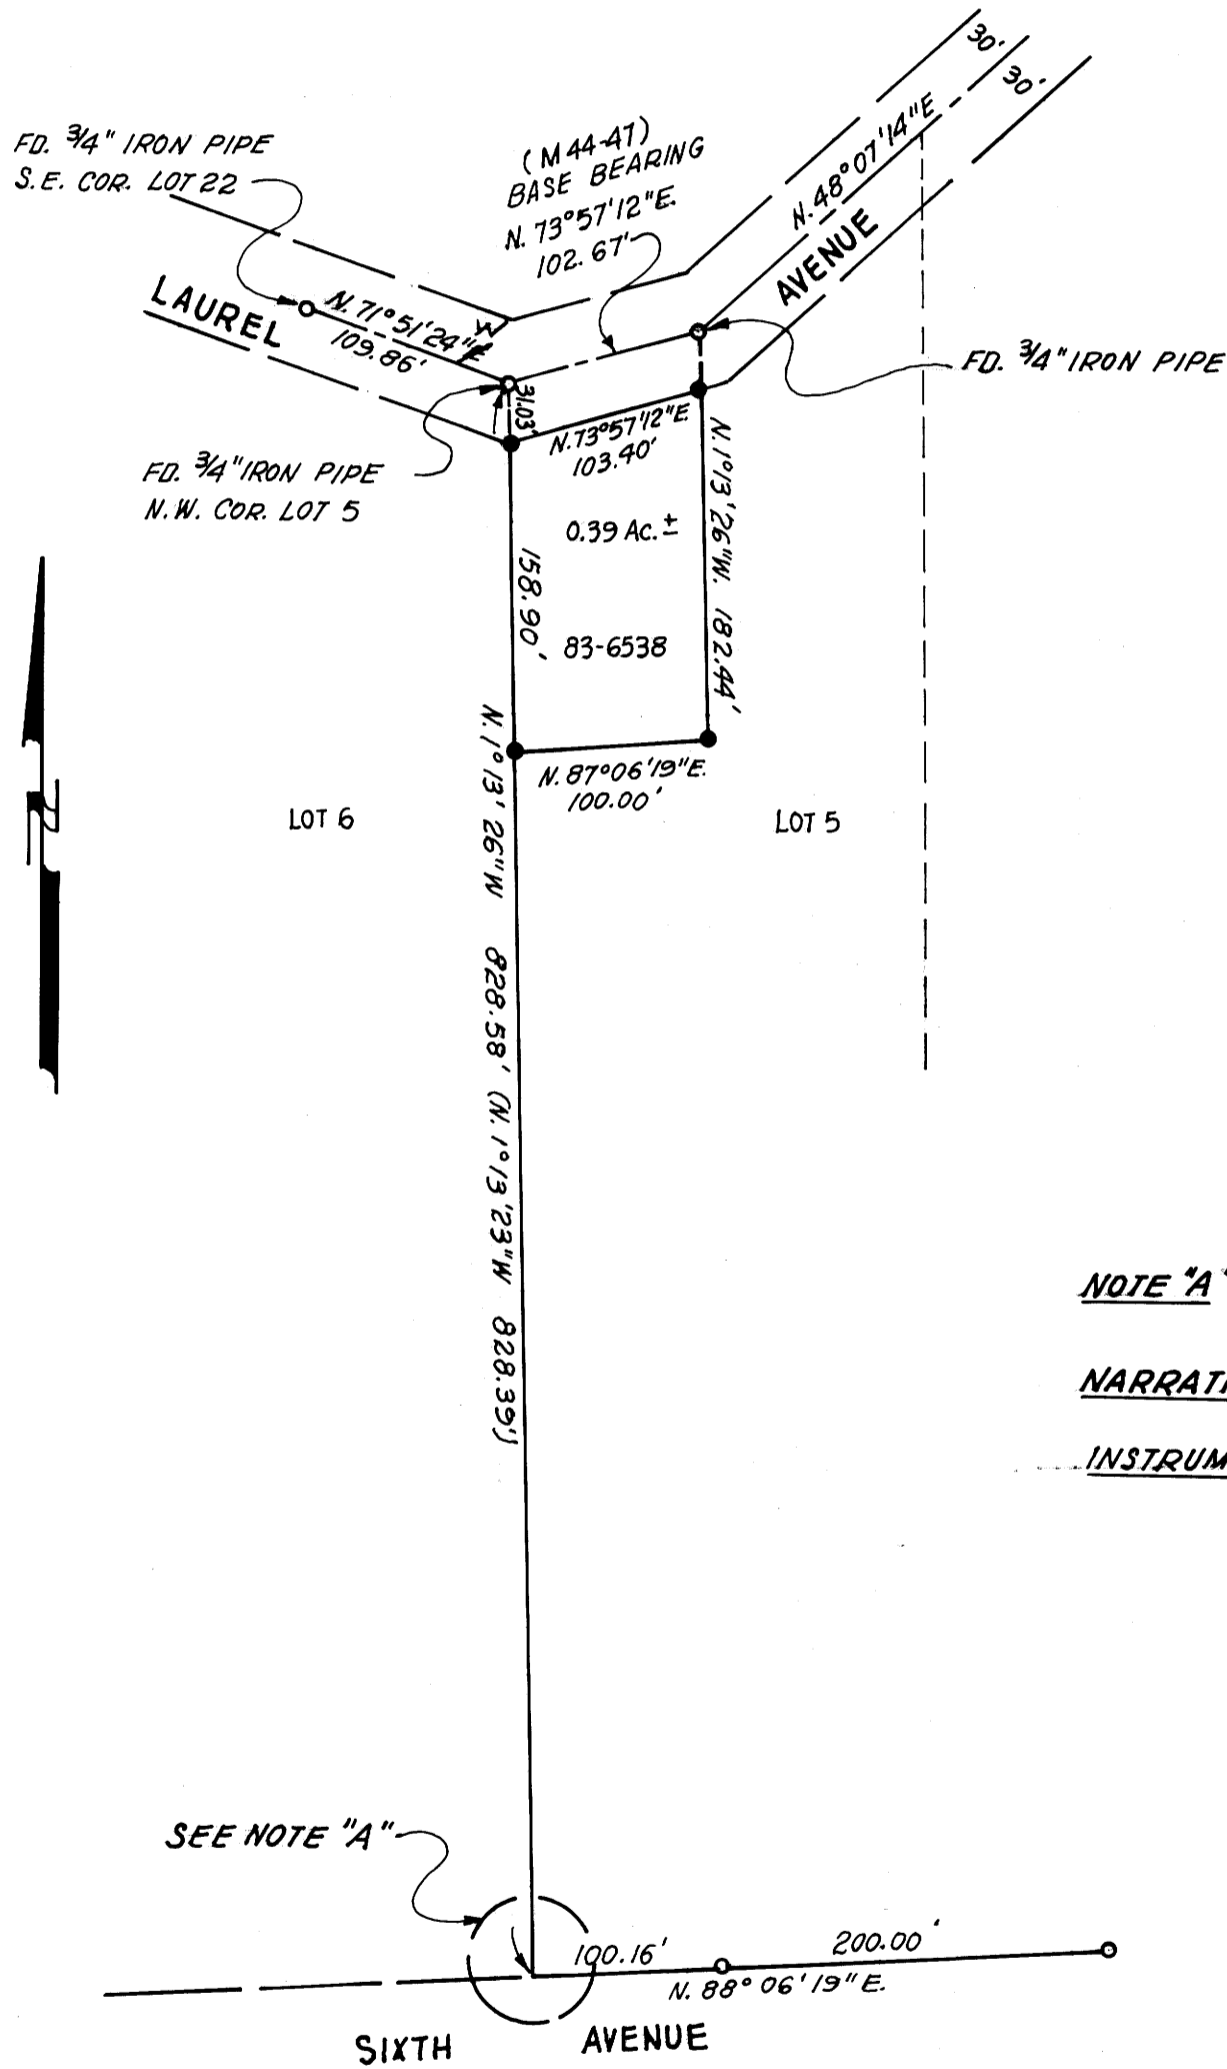 30'
30'
FD. 3/4" IRON PIPE
S.E. COR. LOT 22
(M 44-47)
BASE BEARING
N. 73°57'12"E.
102.67'
N. 48°07'14"E
AVENUE
LAUREL
N. 71°51'24"E
109.86'
FD. 3/4" IRON PIPE
31.03'
N. 73°57'12"E
103.40'
FD. 3/4" IRON PIPE
N.W. COR. LOT 5
0.39 Ac. ±
158.90'
83-6538
N. 1°13'26"W. 182.44'
N. 87°06'19"E.
100.00'
LOT 6
LOT 5
N. 1°13'26"W 828.58' (N. 1°13'23"W 828.39')
NOTE "A"
NARRATI
INSTRUM
SEE NOTE "A"
100.16'
200.00'
N. 88°06'19"E.
SIXTH AVENUE